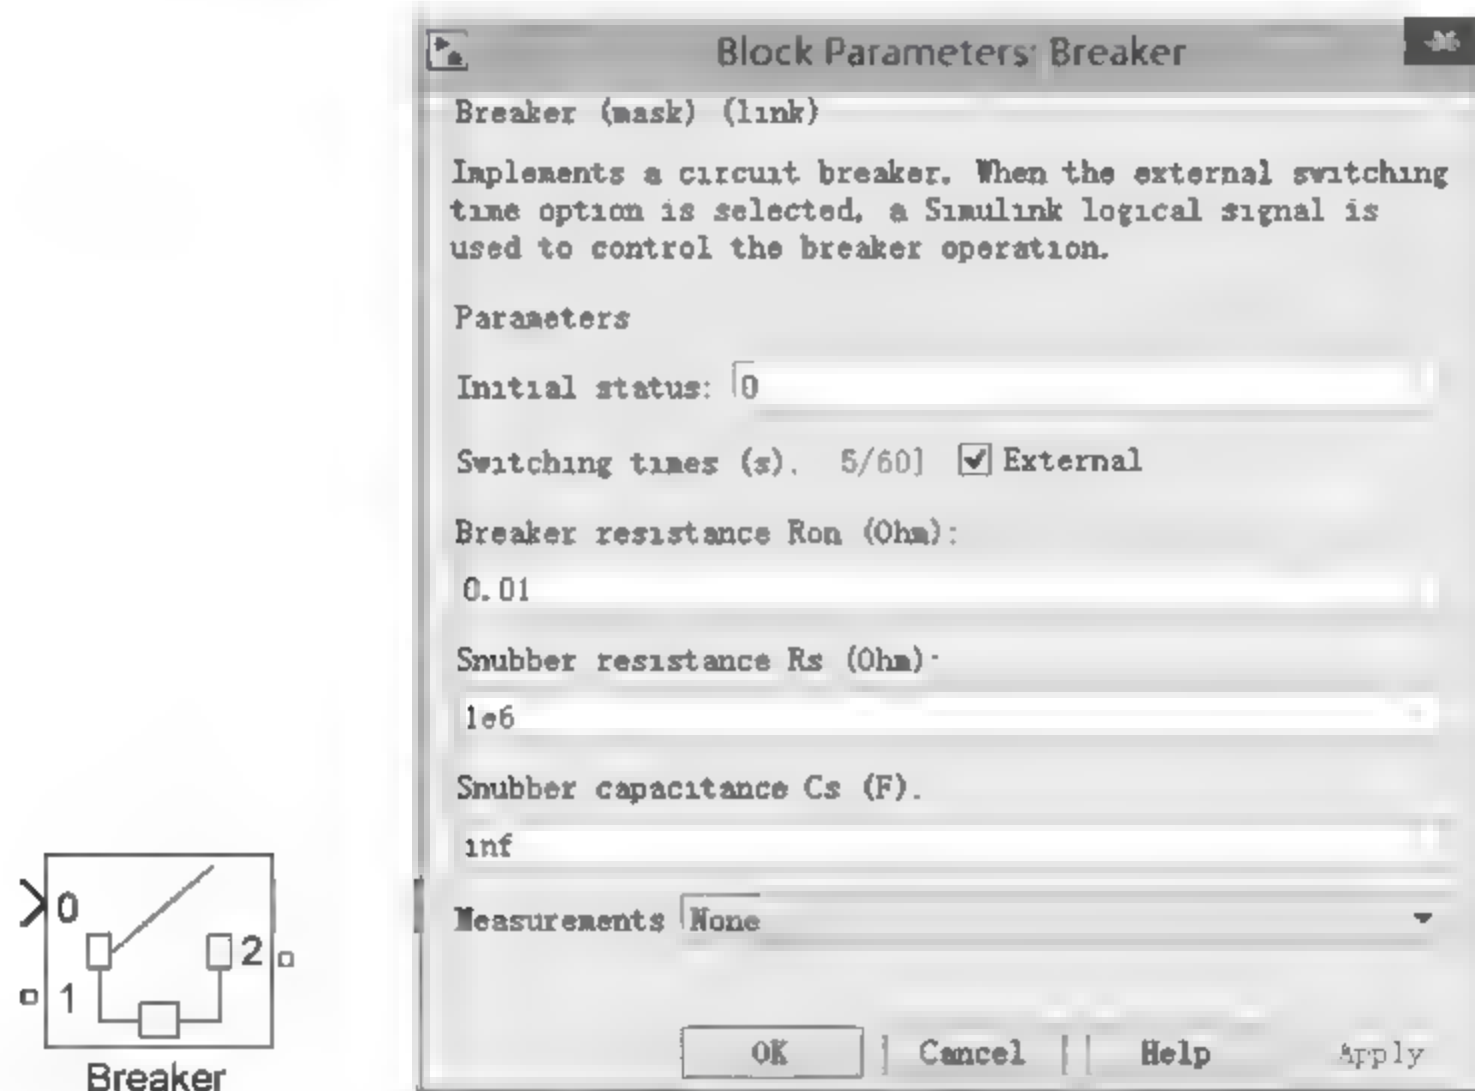 Block Parameters: Breaker
Breaker (mask) (link)
Implements a circuit breaker. When the external switching
time option is selected, a Simulink logical signal is
used to control the breaker operation.
Parameters
Initial status: 0
Switching times (s). 5/60] External
Breaker resistance Ron (Ohm):
0.01
Snubber resistance Rs (Ohm):
1e6
Snubber capacitance Cs (F).
inf
Measurements None
OK Cancel Help Apply
0
1
2
Breaker